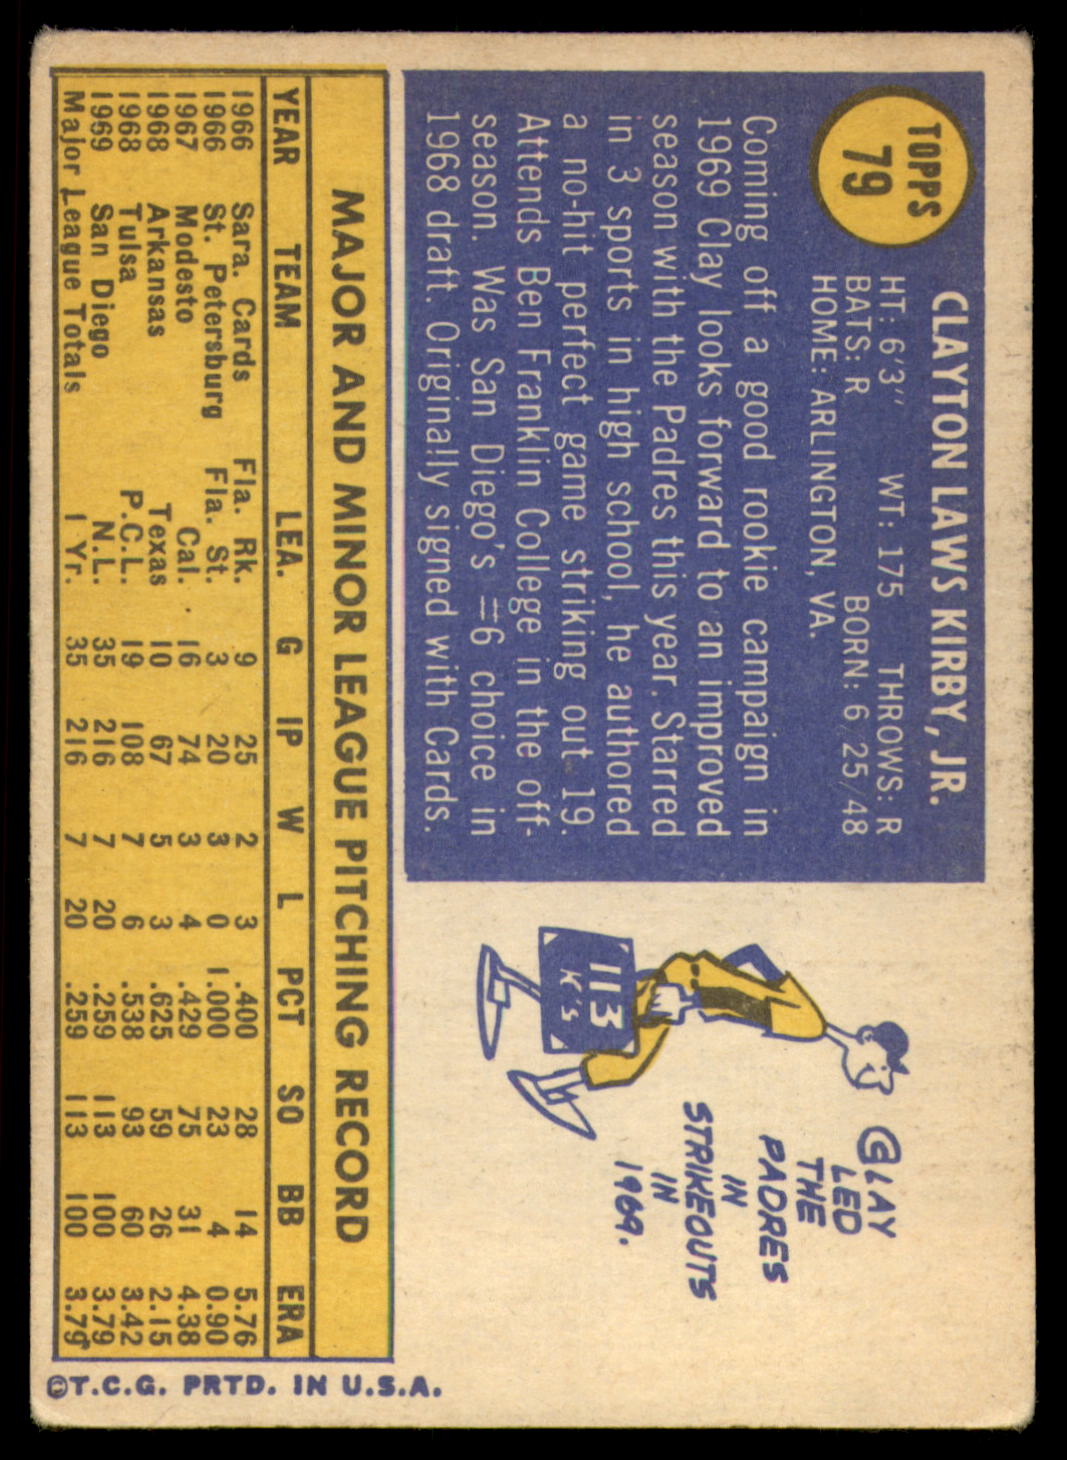 TOPPS
79
CLAYTON LAWS KIRBY, JR.
HT: 6'3" WT: 175 THROWS: R
BATS: R BORN: 6/25/48
HOME: ARLINGTON, VA.
Coming off a good rookie campaign in
1969 Clay looks forward to an improved
season with the Padres this year. Starred
in 3 sports in high school, he authored
a no-hit perfect game striking out 19.
Attends Ben Franklin College in the off-
season. Was San Diego's #6 choice in
1968 draft. Originally signed with Cards.
113
K'S
CLAY
LED
THE
PADRES
IN
STRIKEOUTS
IN
1969.
MAJOR AND MINOR LEAGUE PITCHING RECORD
YEAR TEAM LEA. G IP W L PCT SO BB ERA
1966 Sara. Cards Fla. Rk. 9 25 2 3 .400 28 14 5.76
1966 St. Petersburg Fla. St. 3 20 3 0 1.000 23 4 0.90
1967 Modesto Cal. 16 74 3 4 .429 75 31 4.38
1968 Arkansas Texas 10 67 5 3 .625 59 26 2.15
1968 Tulsa P.C.L. 19 108 7 6 .538 93 60 3.42
1969 San Diego N.L. 35 216 7 20 .259 113 100 3.79
Major League Totals 1 Yr. 35 216 7 20 .259 113 100 3.79
©T.C.G. PRTD. IN U.S.A.